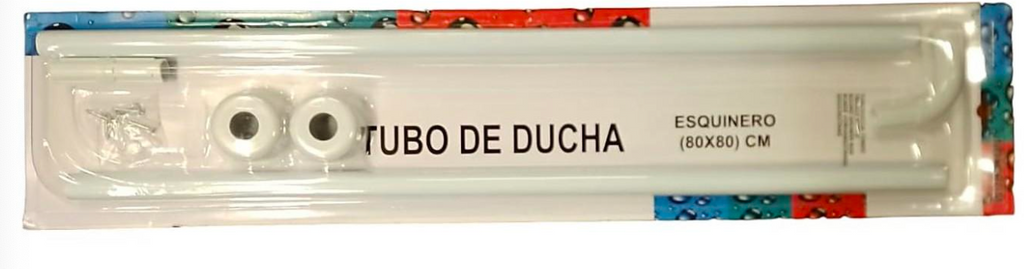 TUBO DE DUCHA
ESQUINERO
(80X80) CM